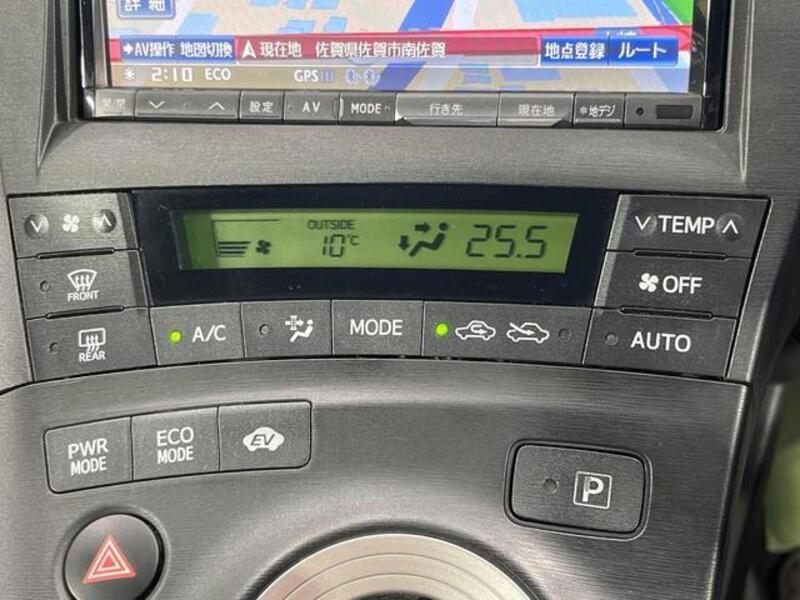 詳細
→AV操作 地図切換 現在地 佐賀県佐賀市南佐賀 地点登録 ルート
2:10 ECO GPS
設定 AV MODE 行き先 現在地 ※地デジ
OUTSIDE
10℃ 25.5
TEMP
FRONT OFF
REAR A/C MODE AUTO
PWR MODE ECO MODE EV P